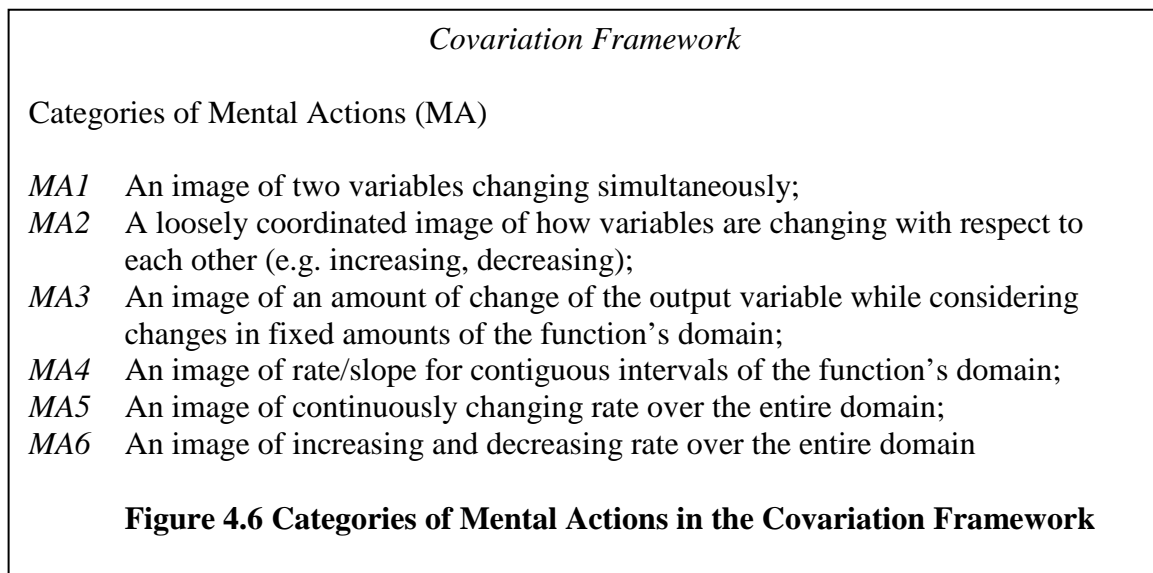 Covariation Framework
Categories of Mental Actions (MA)
MA1 An image of two variables changing simultaneously;
MA2 A loosely coordinated image of how variables are changing with respect to
each other (e.g. increasing, decreasing);
MA3 An image of an amount of change of the output variable while considering
changes in fixed amounts of the function’s domain;
MA4 An image of rate/slope for contiguous intervals of the function’s domain;
MA5 An image of continuously changing rate over the entire domain;
MA6 An image of increasing and decreasing rate over the entire domain
Figure 4.6 Categories of Mental Actions in the Covariation Framework